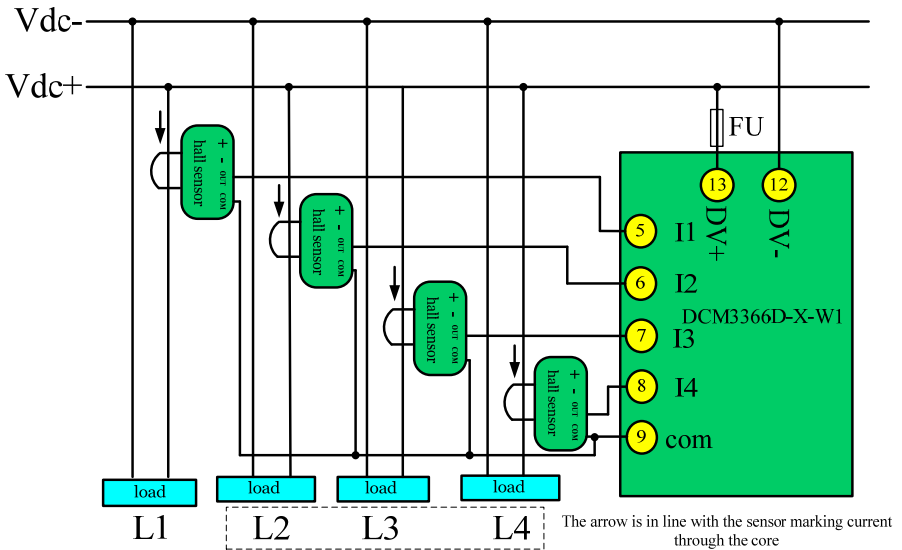 Vdc-
Vdc+
FU
+ - OUT COM
hall sensor
+ - OUT COM
hall sensor
+ - OUT COM
hall sensor
+ - OUT COM
hall sensor
13
12
DV+
DV-
5 I1
6 I2
DCM3366D-X-W1
7 I3
8 I4
9 com
load
load
load
load
L1
L2
L3
L4
The arrow is in line with the sensor marking current
through the core